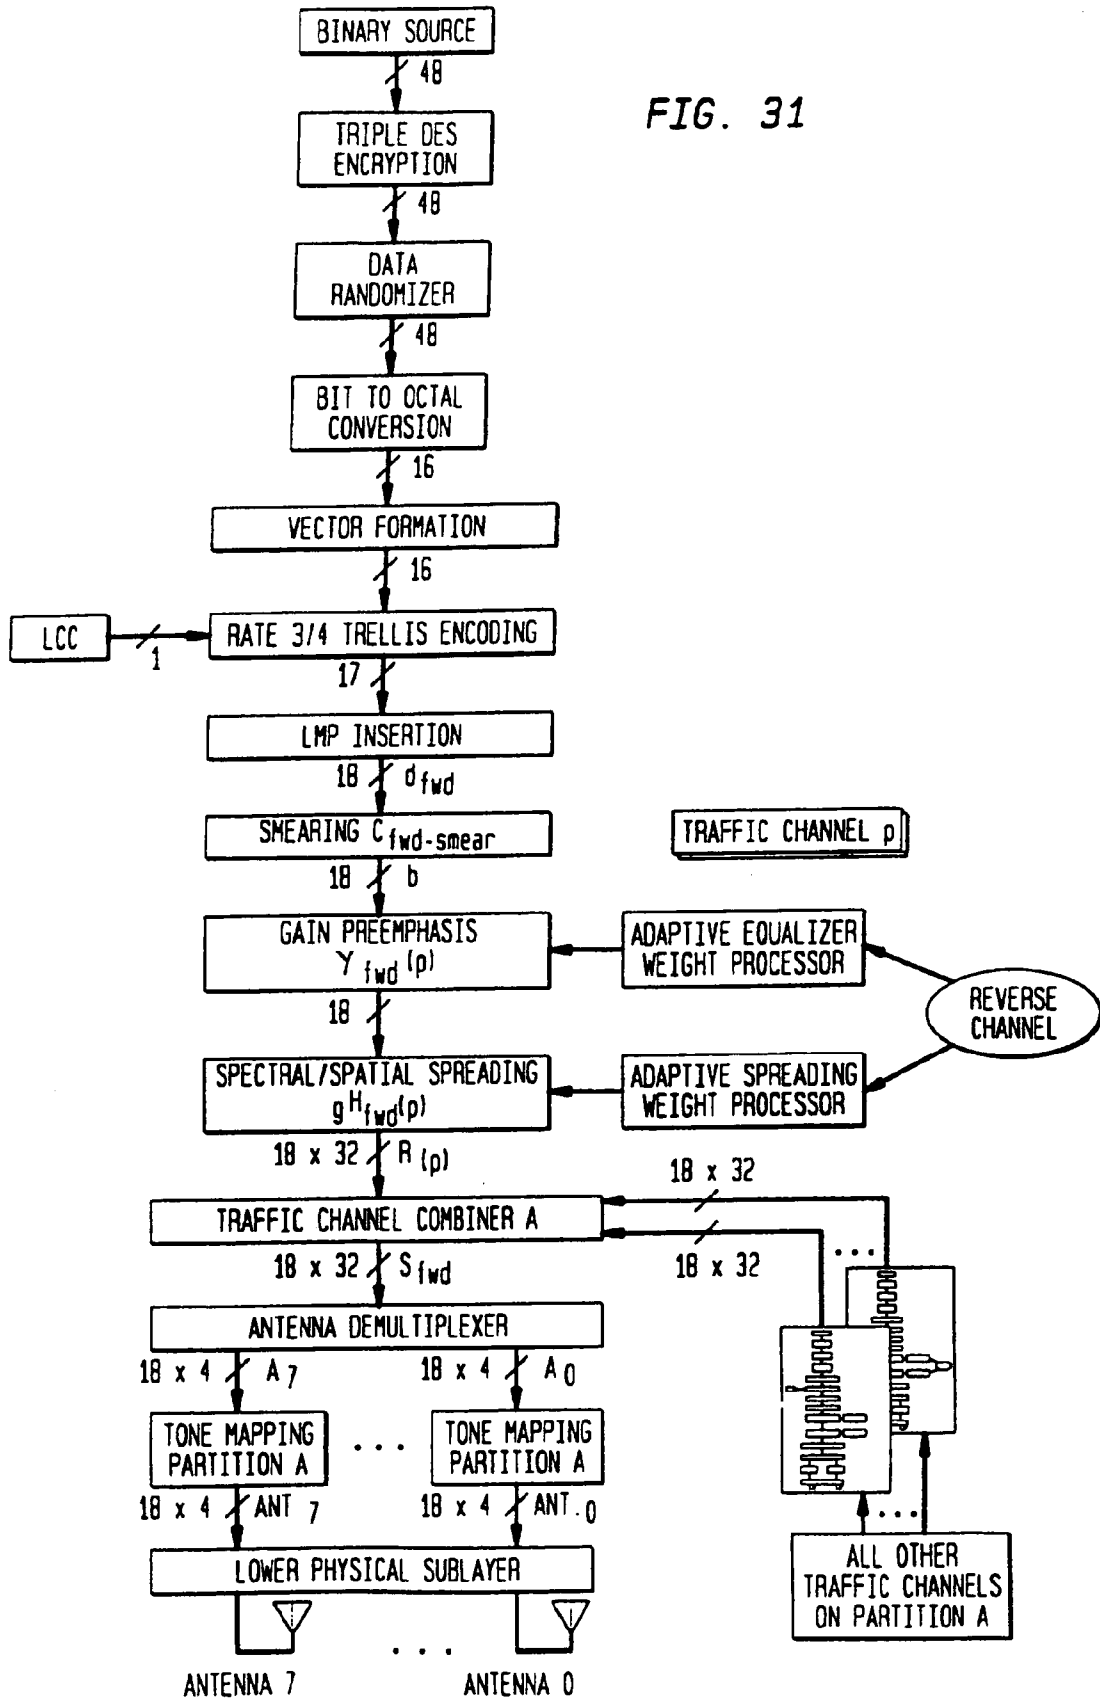 BINARY SOURCE
48
FIG. 31
TRIPLE DES
ENCRYPTION
48
DATA
RANDOMIZER
48
BIT TO OCTAL
CONVERSION
16
VECTOR FORMATION
16
LCC
1
RATE 3/4 TRELLIS ENCODING
17
LMP INSERTION
18 d fwd
SMEARING C fwd-smear
TRAFFIC CHANNEL p
18 b
GAIN PREEMPHASIS
γ fwd (p)
ADAPTIVE EQUALIZER
WEIGHT PROCESSOR
REVERSE
CHANNEL
18
SPECTRAL/SPATIAL SPREADING
g H fwd (p)
ADAPTIVE SPREADING
WEIGHT PROCESSOR
18 x 32 R (p)
18 x 32
TRAFFIC CHANNEL COMBINER A
18 x 32 S fwd
18 x 32
...
ANTENNA DEMULTIPLEXER
18 x 4 A 7
18 x 4 A 0
TONE MAPPING
PARTITION A
...
TONE MAPPING
PARTITION A
18 x 4 ANT 7
18 x 4 ANT. 0
...
LOWER PHYSICAL SUBLAYER
ALL OTHER
TRAFFIC CHANNELS
ON PARTITION A
...
ANTENNA 7
ANTENNA 0